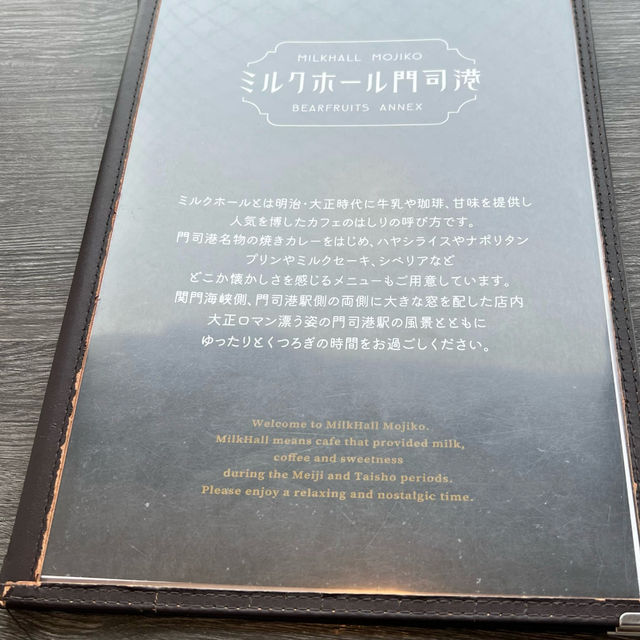 MILKHALL MOJIKO
ミルクホール門司港
BEARFRUITS ANNEX
ミルクホールとは明治・大正時代に牛乳や珈琲、甘味を提供し
人気を博したカフェのはしりの呼び方です。
門司港名物の焼きカレーをはじめ、ハヤシライスやナポリタン
プリンやミルクセーキ、シベリアなど
どこか懐かしさを感じるメニューもご用意しています。
関門海峡側、門司港駅側の両側に大きな窓を配した店内
大正ロマン漂う姿の門司港駅の風景とともに
ゆったりとくつろぎの時間をお過ごしください。
Welcome to MilkHall Mojiko.
MilkHall means cafe that provided milk,
coffee and sweetness
during the Meiji and Taisho periods.
Please enjoy a relaxing and nostalgic time.